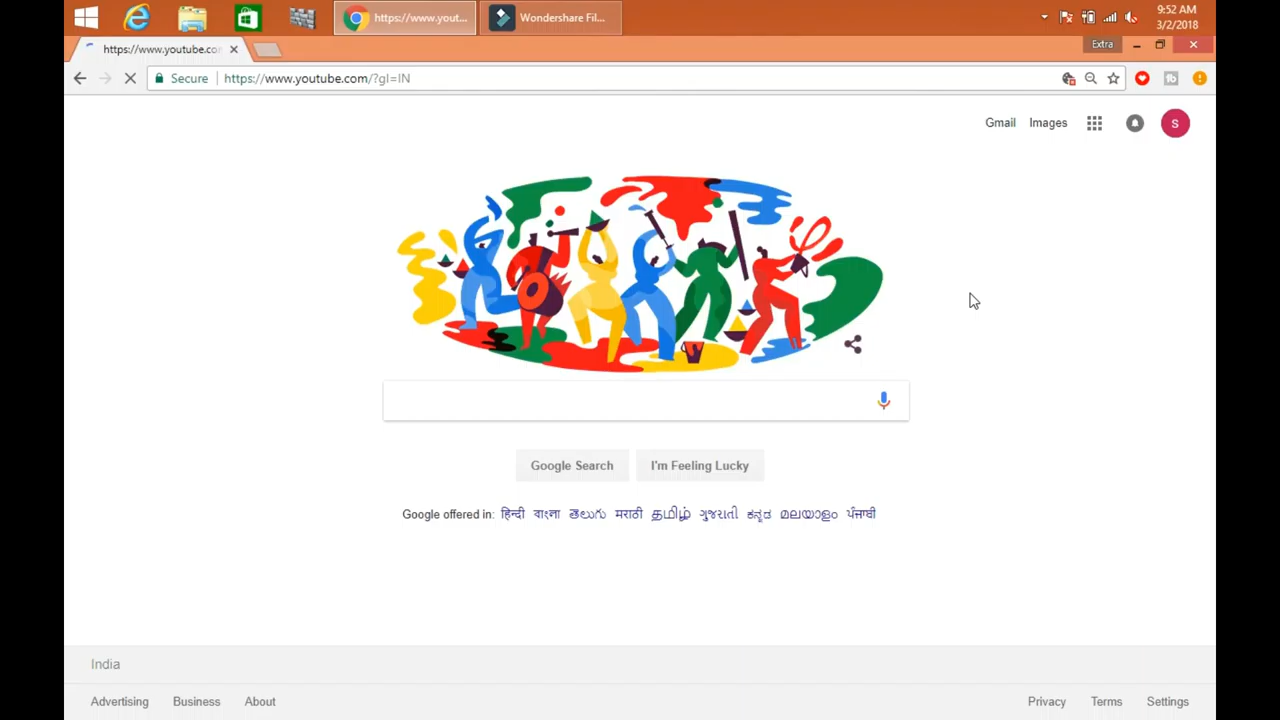 https://www.yout...
Wondershare Fil...
9:52 AM
3/2/2018
https://www.youtube.co
Extra
Secure
https://www.youtube.com/?gl=IN
Gmail Images
S
Google Search I'm Feeling Lucky
Google offered in: हिन्दी বাংলা తెలుగు मराठी தமிழ் ગુજરાતી ಕನ್ನಡ മലയാളം ਪੰਜਾਬੀ
India
Advertising Business About Privacy Terms Settings